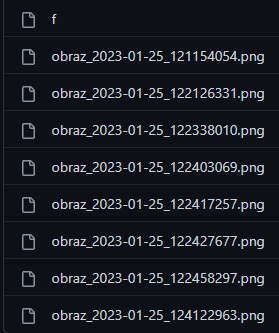 f
obraz_2023-01-25_121154054.png
obraz_2023-01-25_122126331.png
obraz_2023-01-25_122338010.png
obraz_2023-01-25_122403069.png
obraz_2023-01-25_122417257.png
obraz_2023-01-25_122427677.png
obraz_2023-01-25_122458297.png
obraz_2023-01-25_124122963.png